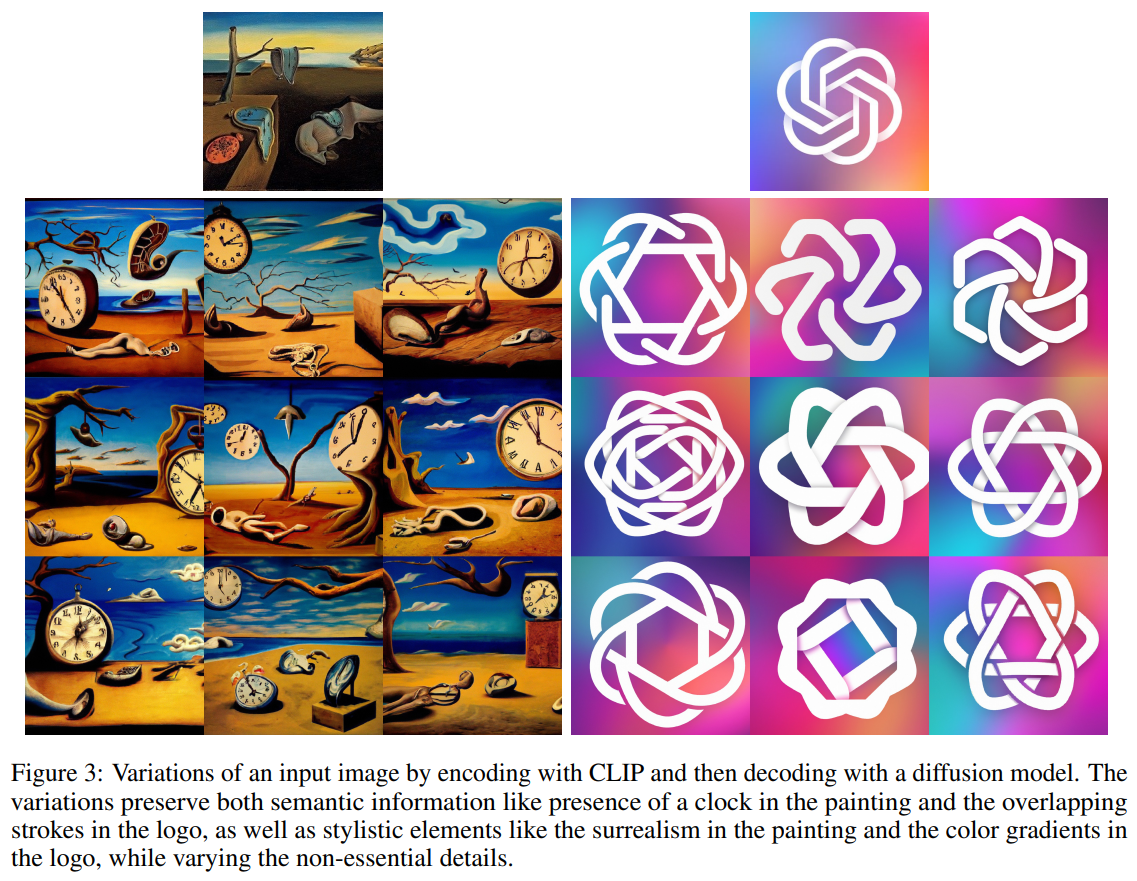 Figure 3: Variations of an input image by encoding with CLIP and then decoding with a diffusion model. The
variations preserve both semantic information like presence of a clock in the painting and the overlapping
strokes in the logo, as well as stylistic elements like the surrealism in the painting and the color gradients in
the logo, while varying the non-essential details.